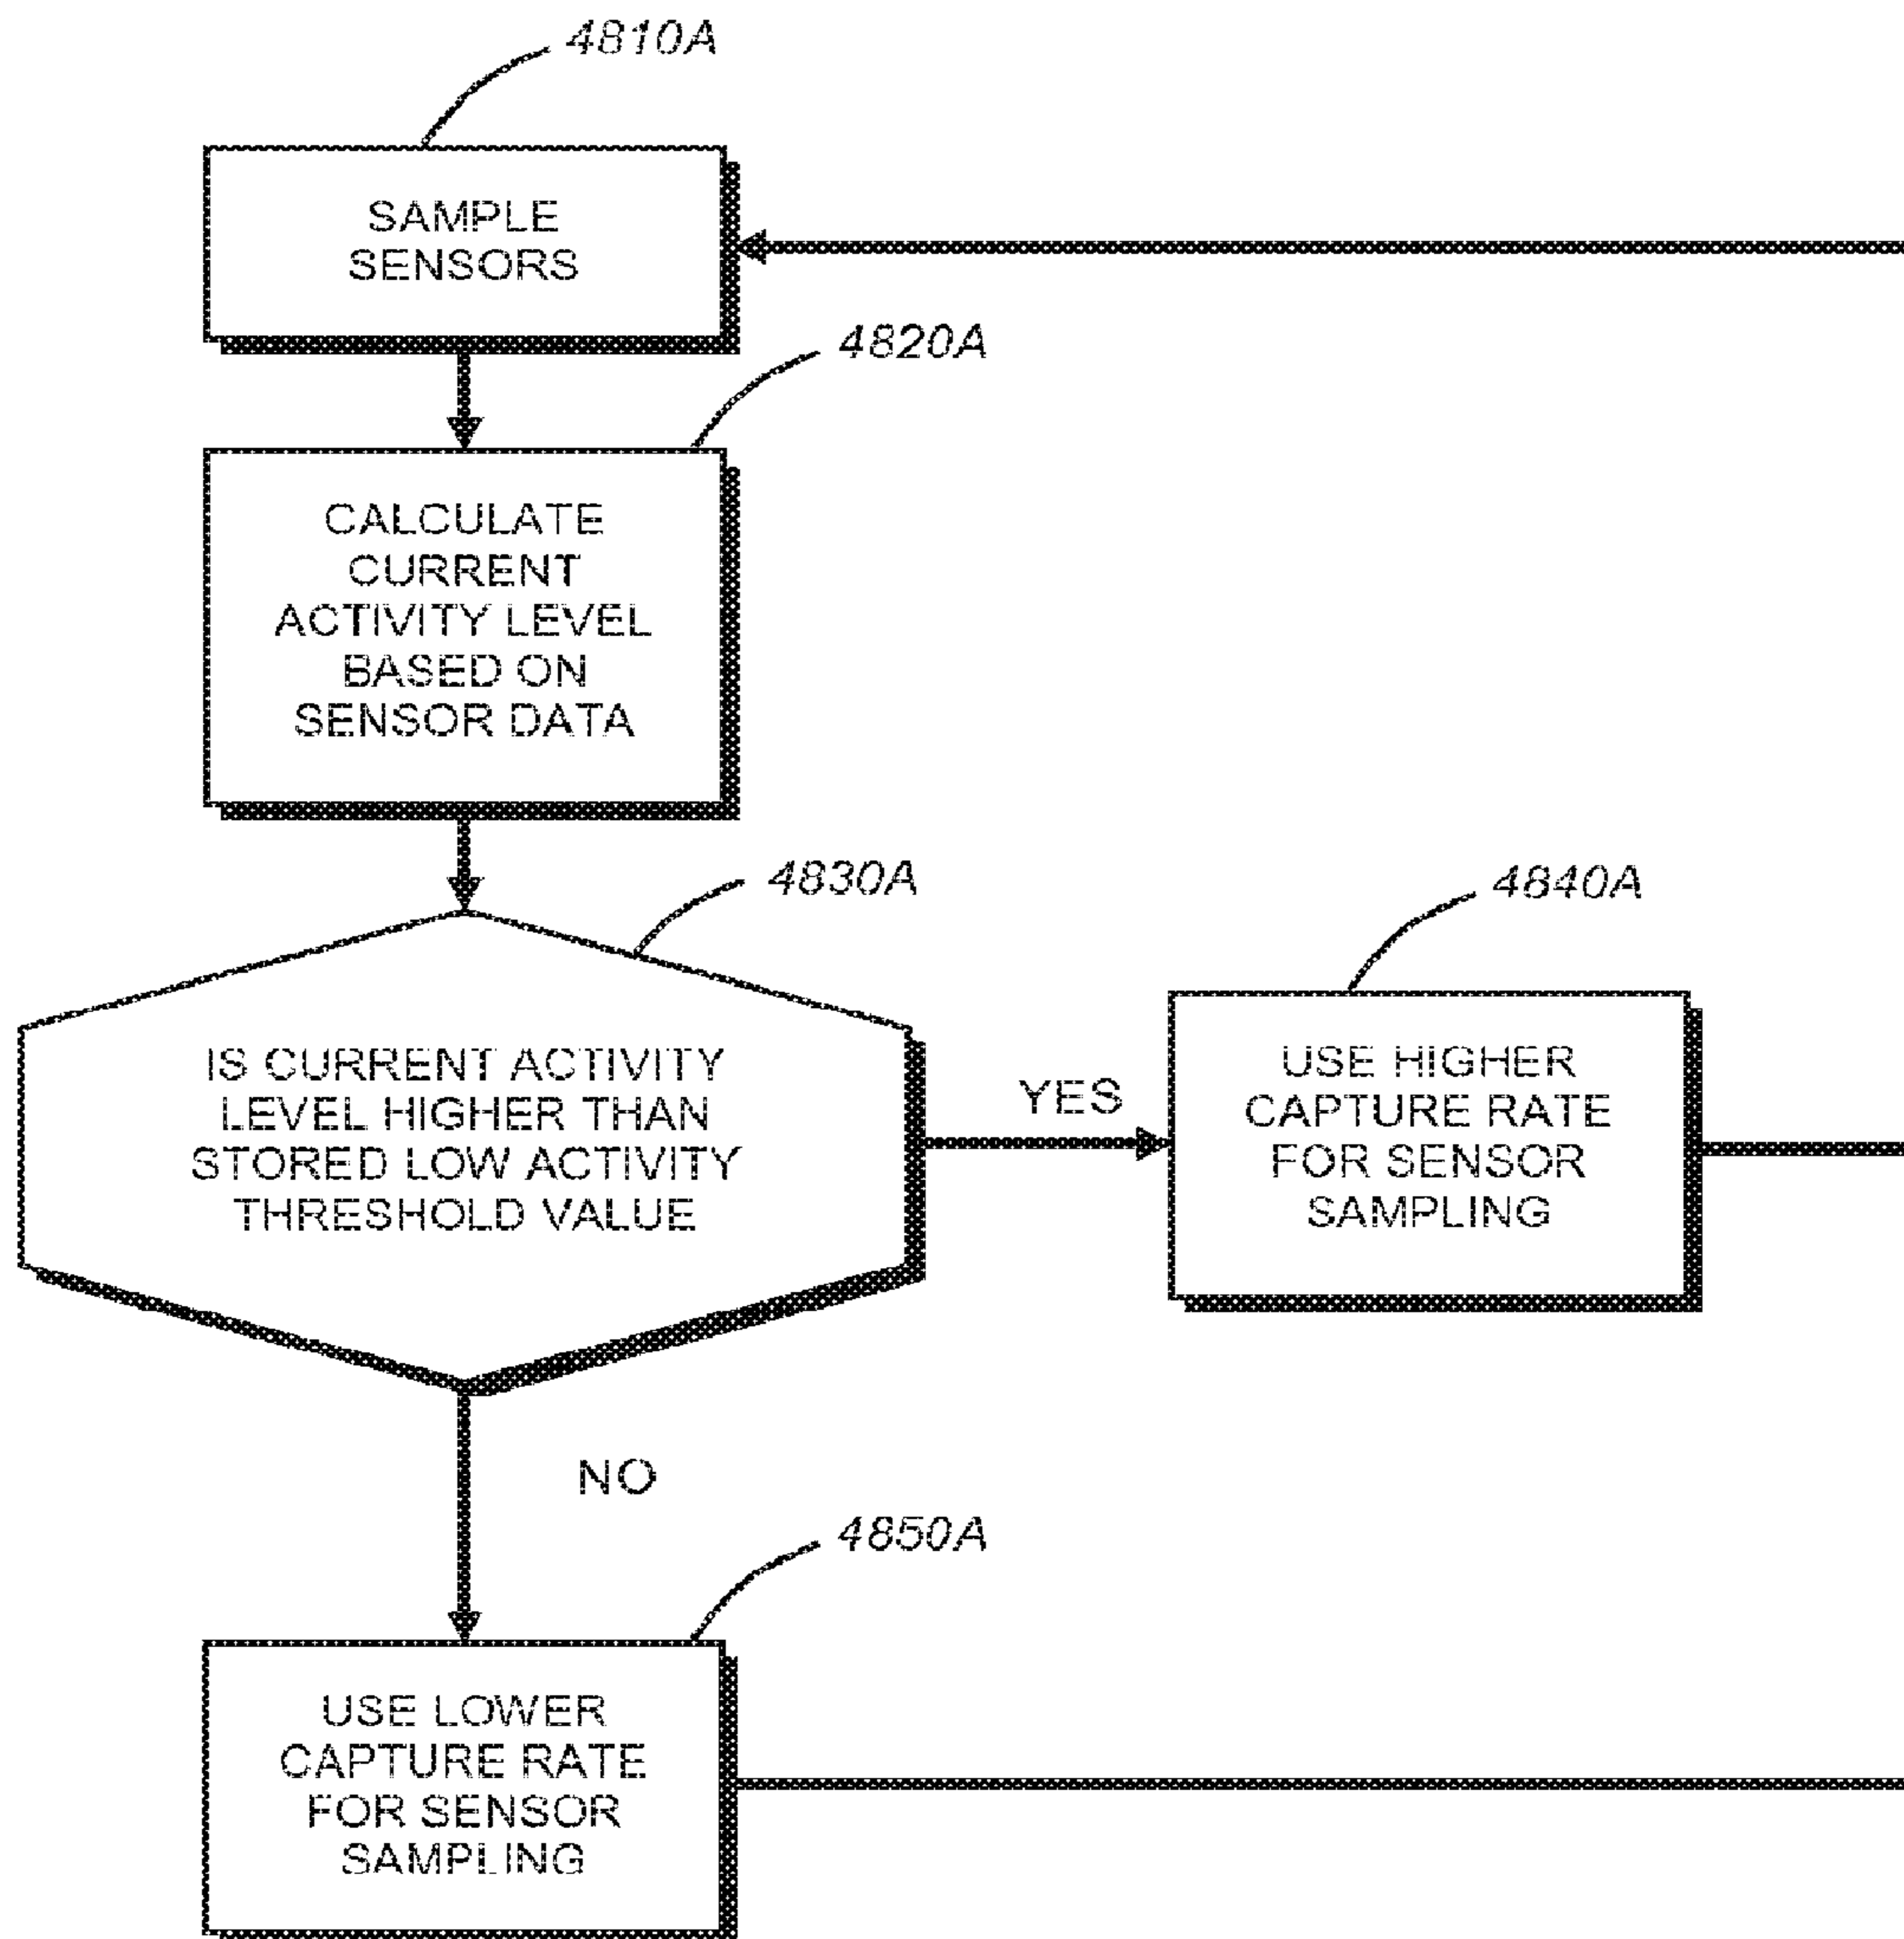 4810A
SAMPLE
SENSORS
4820A
CALCULATE
CURRENT
ACTIVITY LEVEL
BASED ON
SENSOR DATA
4830A
IS CURRENT ACTIVITY
LEVEL HIGHER THAN
STORED LOW ACTIVITY
THRESHOLD VALUE
YES
4840A
USE HIGHER
CAPTURE RATE
FOR SENSOR
SAMPLING
NO
4850A
USE LOWER
CAPTURE RATE
FOR SENSOR
SAMPLING